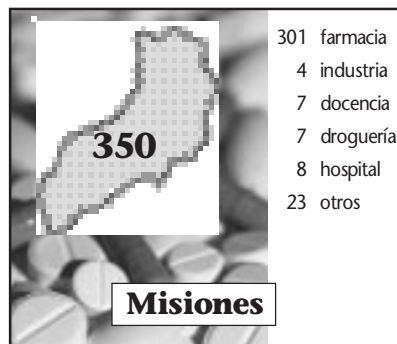 350
Misiones
301 farmacia
4 industria
7 docencia
7 droguería
8 hospital
23 otros